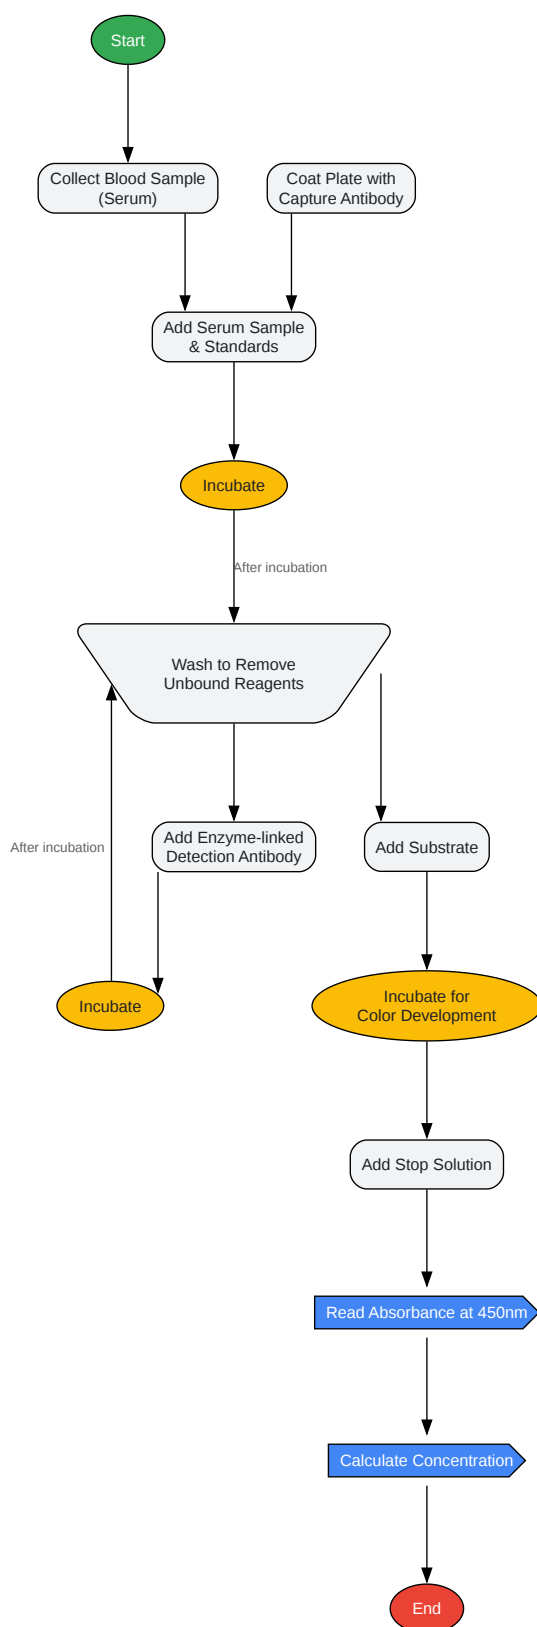 Start
Collect Blood Sample
(Serum)
Coat Plate with
Capture Antibody
Add Serum Sample
& Standards
Incubate
After incubation
Wash to Remove
Unbound Reagents
After incubation
Add Enzyme-linked
Detection Antibody
Add Substrate
Incubate
Incubate for
Color Development
Add Stop Solution
Read Absorbance at 450nm
Calculate Concentration
End